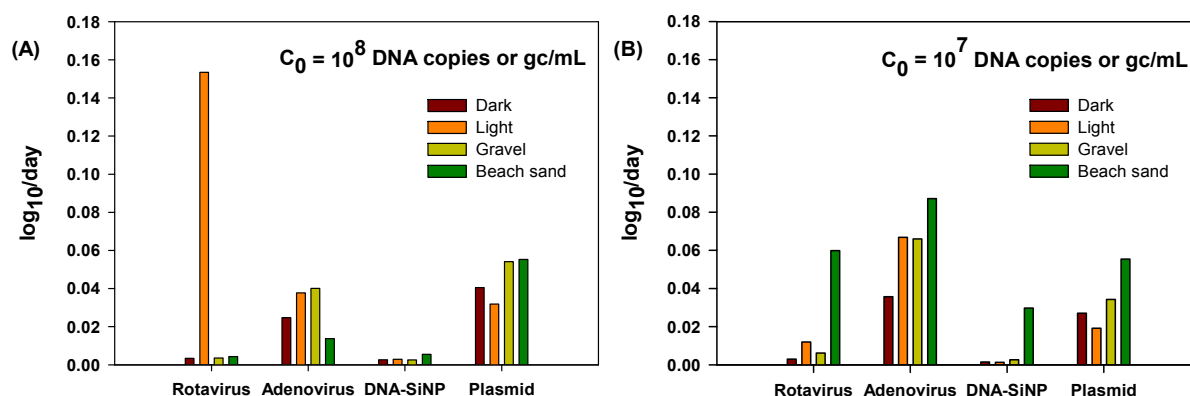 (A)
C0 = 10^8 DNA copies or gc/mL
Dark
Light
Gravel
Beach sand
log10/day
0.18
0.16
0.14
0.12
0.10
0.08
0.06
0.04
0.02
0.00
Rotavirus Adenovirus DNA-SiNP Plasmid
(B)
C0 = 10^7 DNA copies or gc/mL
Dark
Light
Gravel
Beach sand
log10/day
0.18
0.16
0.14
0.12
0.10
0.08
0.06
0.04
0.02
0.00
Rotavirus Adenovirus DNA-SiNP Plasmid